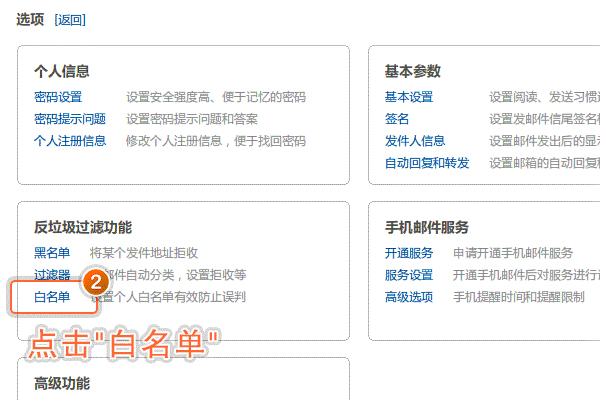 选项 [返回]
个人信息
密码设置 设置安全强度高、便于记忆的密码
密码提示问题 设置密码提示问题和答案
个人注册信息 修改个人注册信息，便于找回密码
基本参数
基本设置 设置阅读、发送习惯
签名 设置发邮件信尾签名
发件人信息 设置邮件发出后的显
自动回复和转发 设置邮箱的自动回复和
反垃圾过滤功能
黑名单 将某个发件地址拒收
过滤器 邮件自动分类，设置拒收等
白名单 设置个人白名单有效防止误判
2
点击"白名单"
手机邮件服务
开通服务 申请开通手机邮件服务
服务设置 开通手机邮件后对服务进行
高级选项 手机提醒时间和提醒限制
高级功能